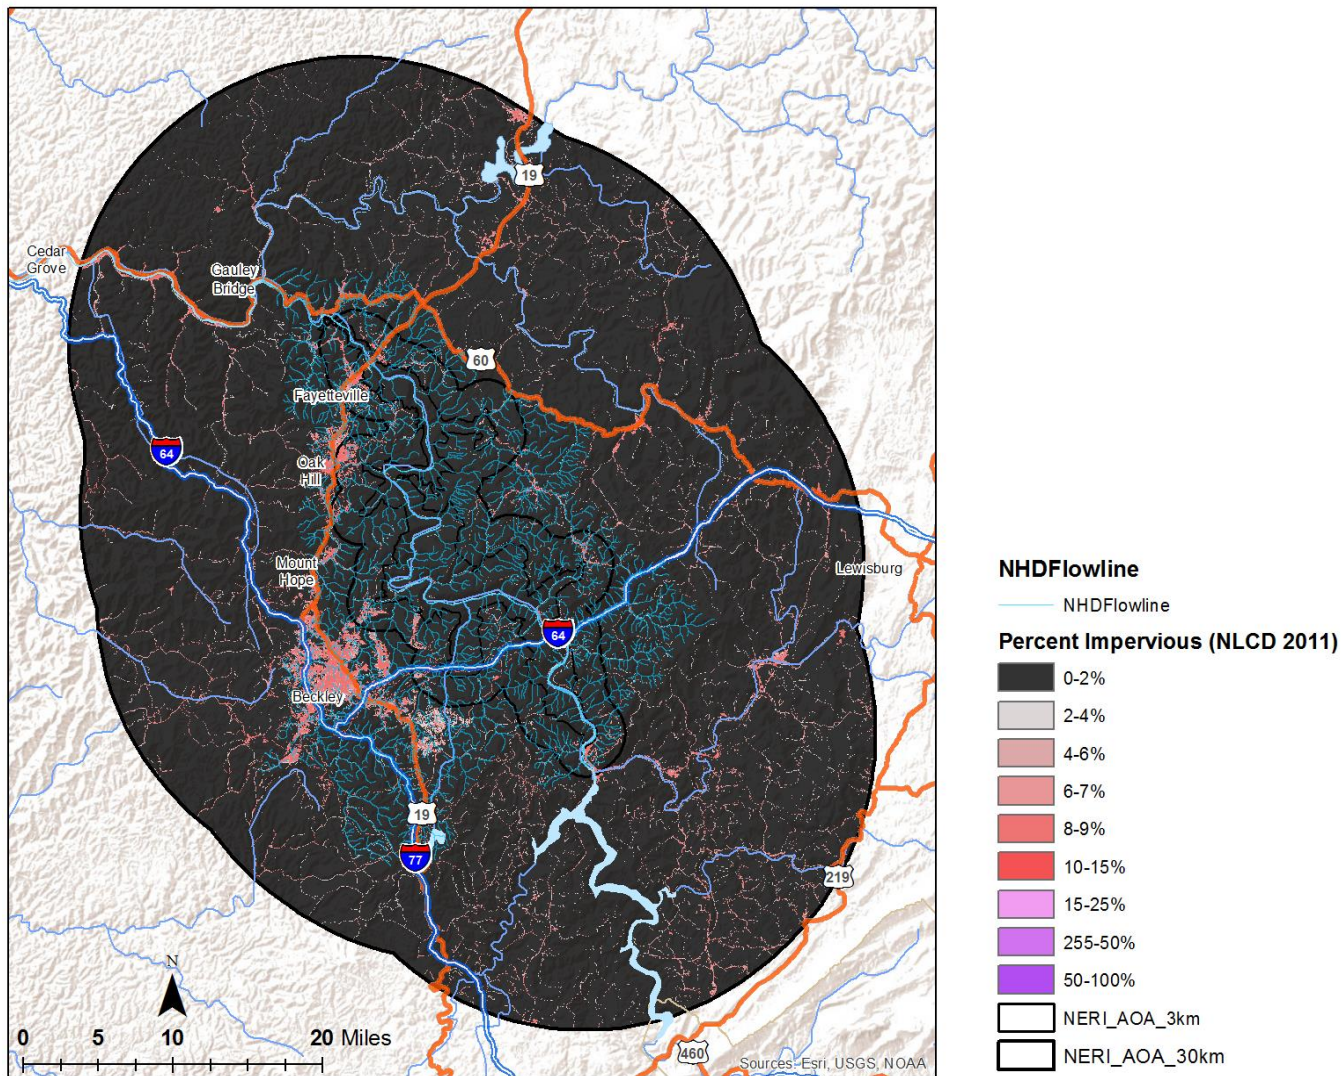 19
Cedar
Grove
Gauley
Bridge
60
Fayetteville
64
Oak
Hill
Mount
Hope
Lewisburg
64
Beckley
19
77
219
N
0 5 10 20 Miles
460
Sources: Esri, USGS, NOAA
NHDFlowline
NHDFlowline
Percent Impervious (NLCD 2011)
0-2%
2-4%
4-6%
6-7%
8-9%
10-15%
15-25%
255-50%
50-100%
NERI_AOA_3km
NERI_AOA_30km